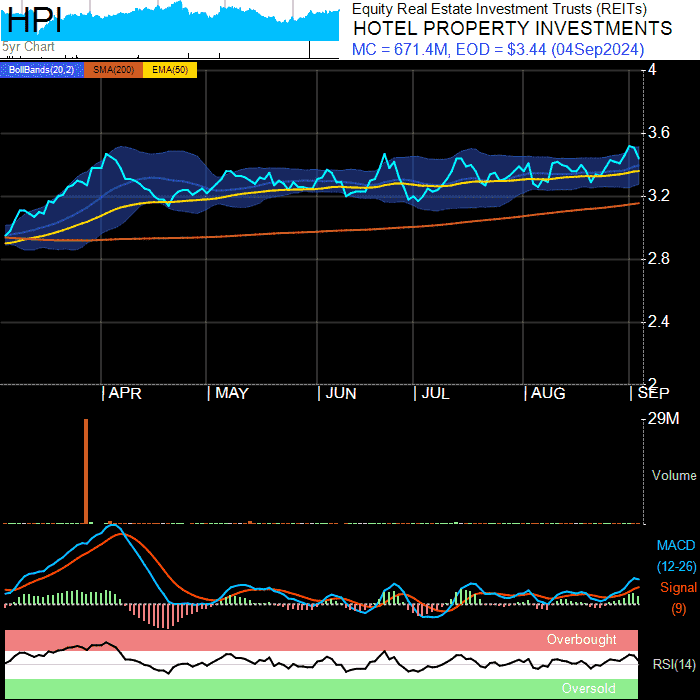 HPI
5yr Chart
Equity Real Estate Investment Trusts (REITs)
HOTEL PROPERTY INVESTMENTS
MC = 671.4M, EOD = $3.44 (04Sep2024)
BollBands(20,2) SMA(200) EMA(50)
4
3.6
3.2
2.8
2.4
2
APR MAY JUN JUL AUG SEP
29M
Volume
MACD
(12-26)
Signal
(9)
Overbought
RSI(14)
Oversold